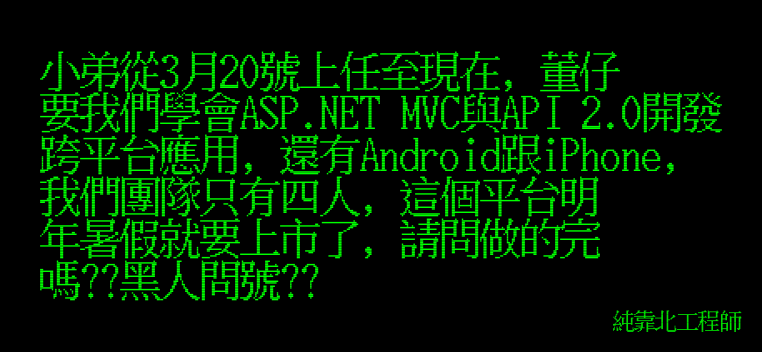 小弟從3月20號上任至現在, 董仔
要我們學會ASP.NET MVC與API 2.0開發
跨平台應用, 還有Android跟iPhone,
我們團隊只有四人, 這個平台明
年暑假就要上市了, 請問做的完
嗎??黑人問號??
純靠北工程師